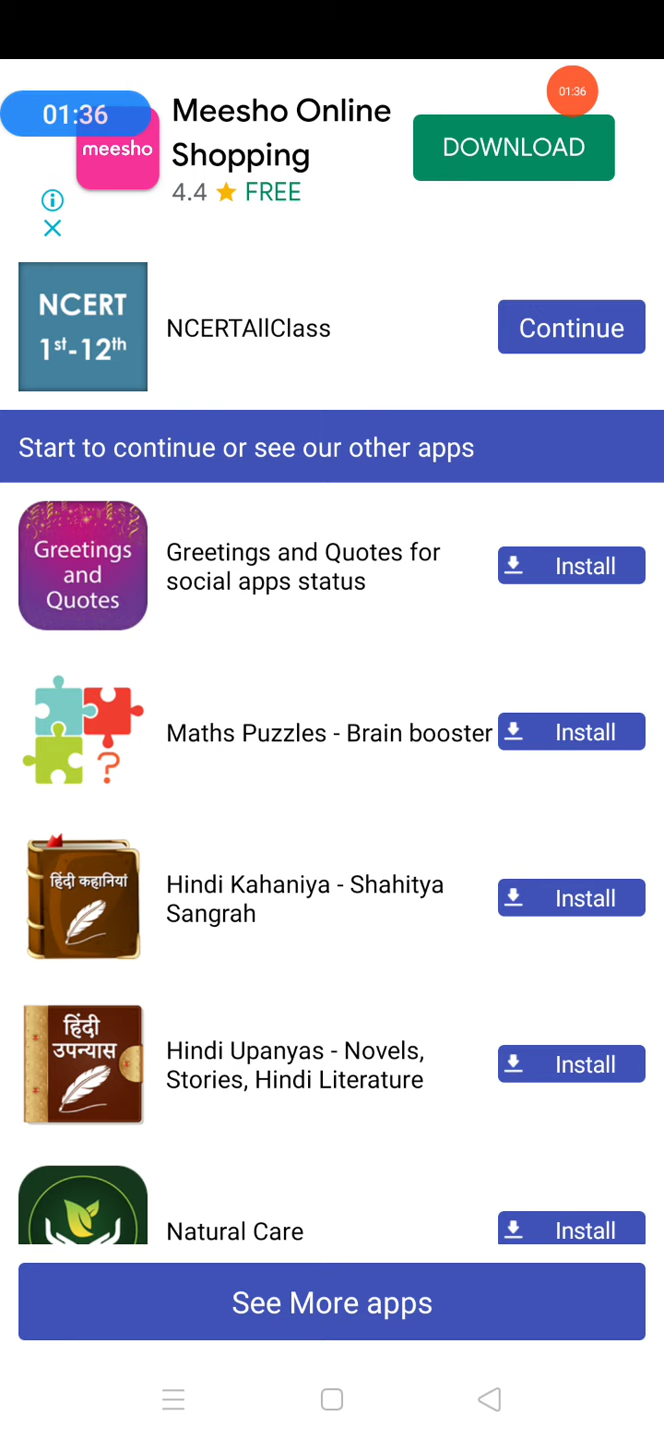 01:36
01:36
meesho
Meesho Online
Shopping
4.4 ★ FREE
DOWNLOAD
NCERT
1st-12th
NCERTAllClass
Continue
Start to continue or see our other apps
Greetings
and
Quotes
Greetings and Quotes for
social apps status
Install
?
Maths Puzzles - Brain booster
Install
हिंदी कहानियां
Hindi Kahaniya - Shahitya
Sangrah
Install
हिंदी
उपन्यास
Hindi Upanyas - Novels,
Stories, Hindi Literature
Install
Natural Care
Install
See More apps